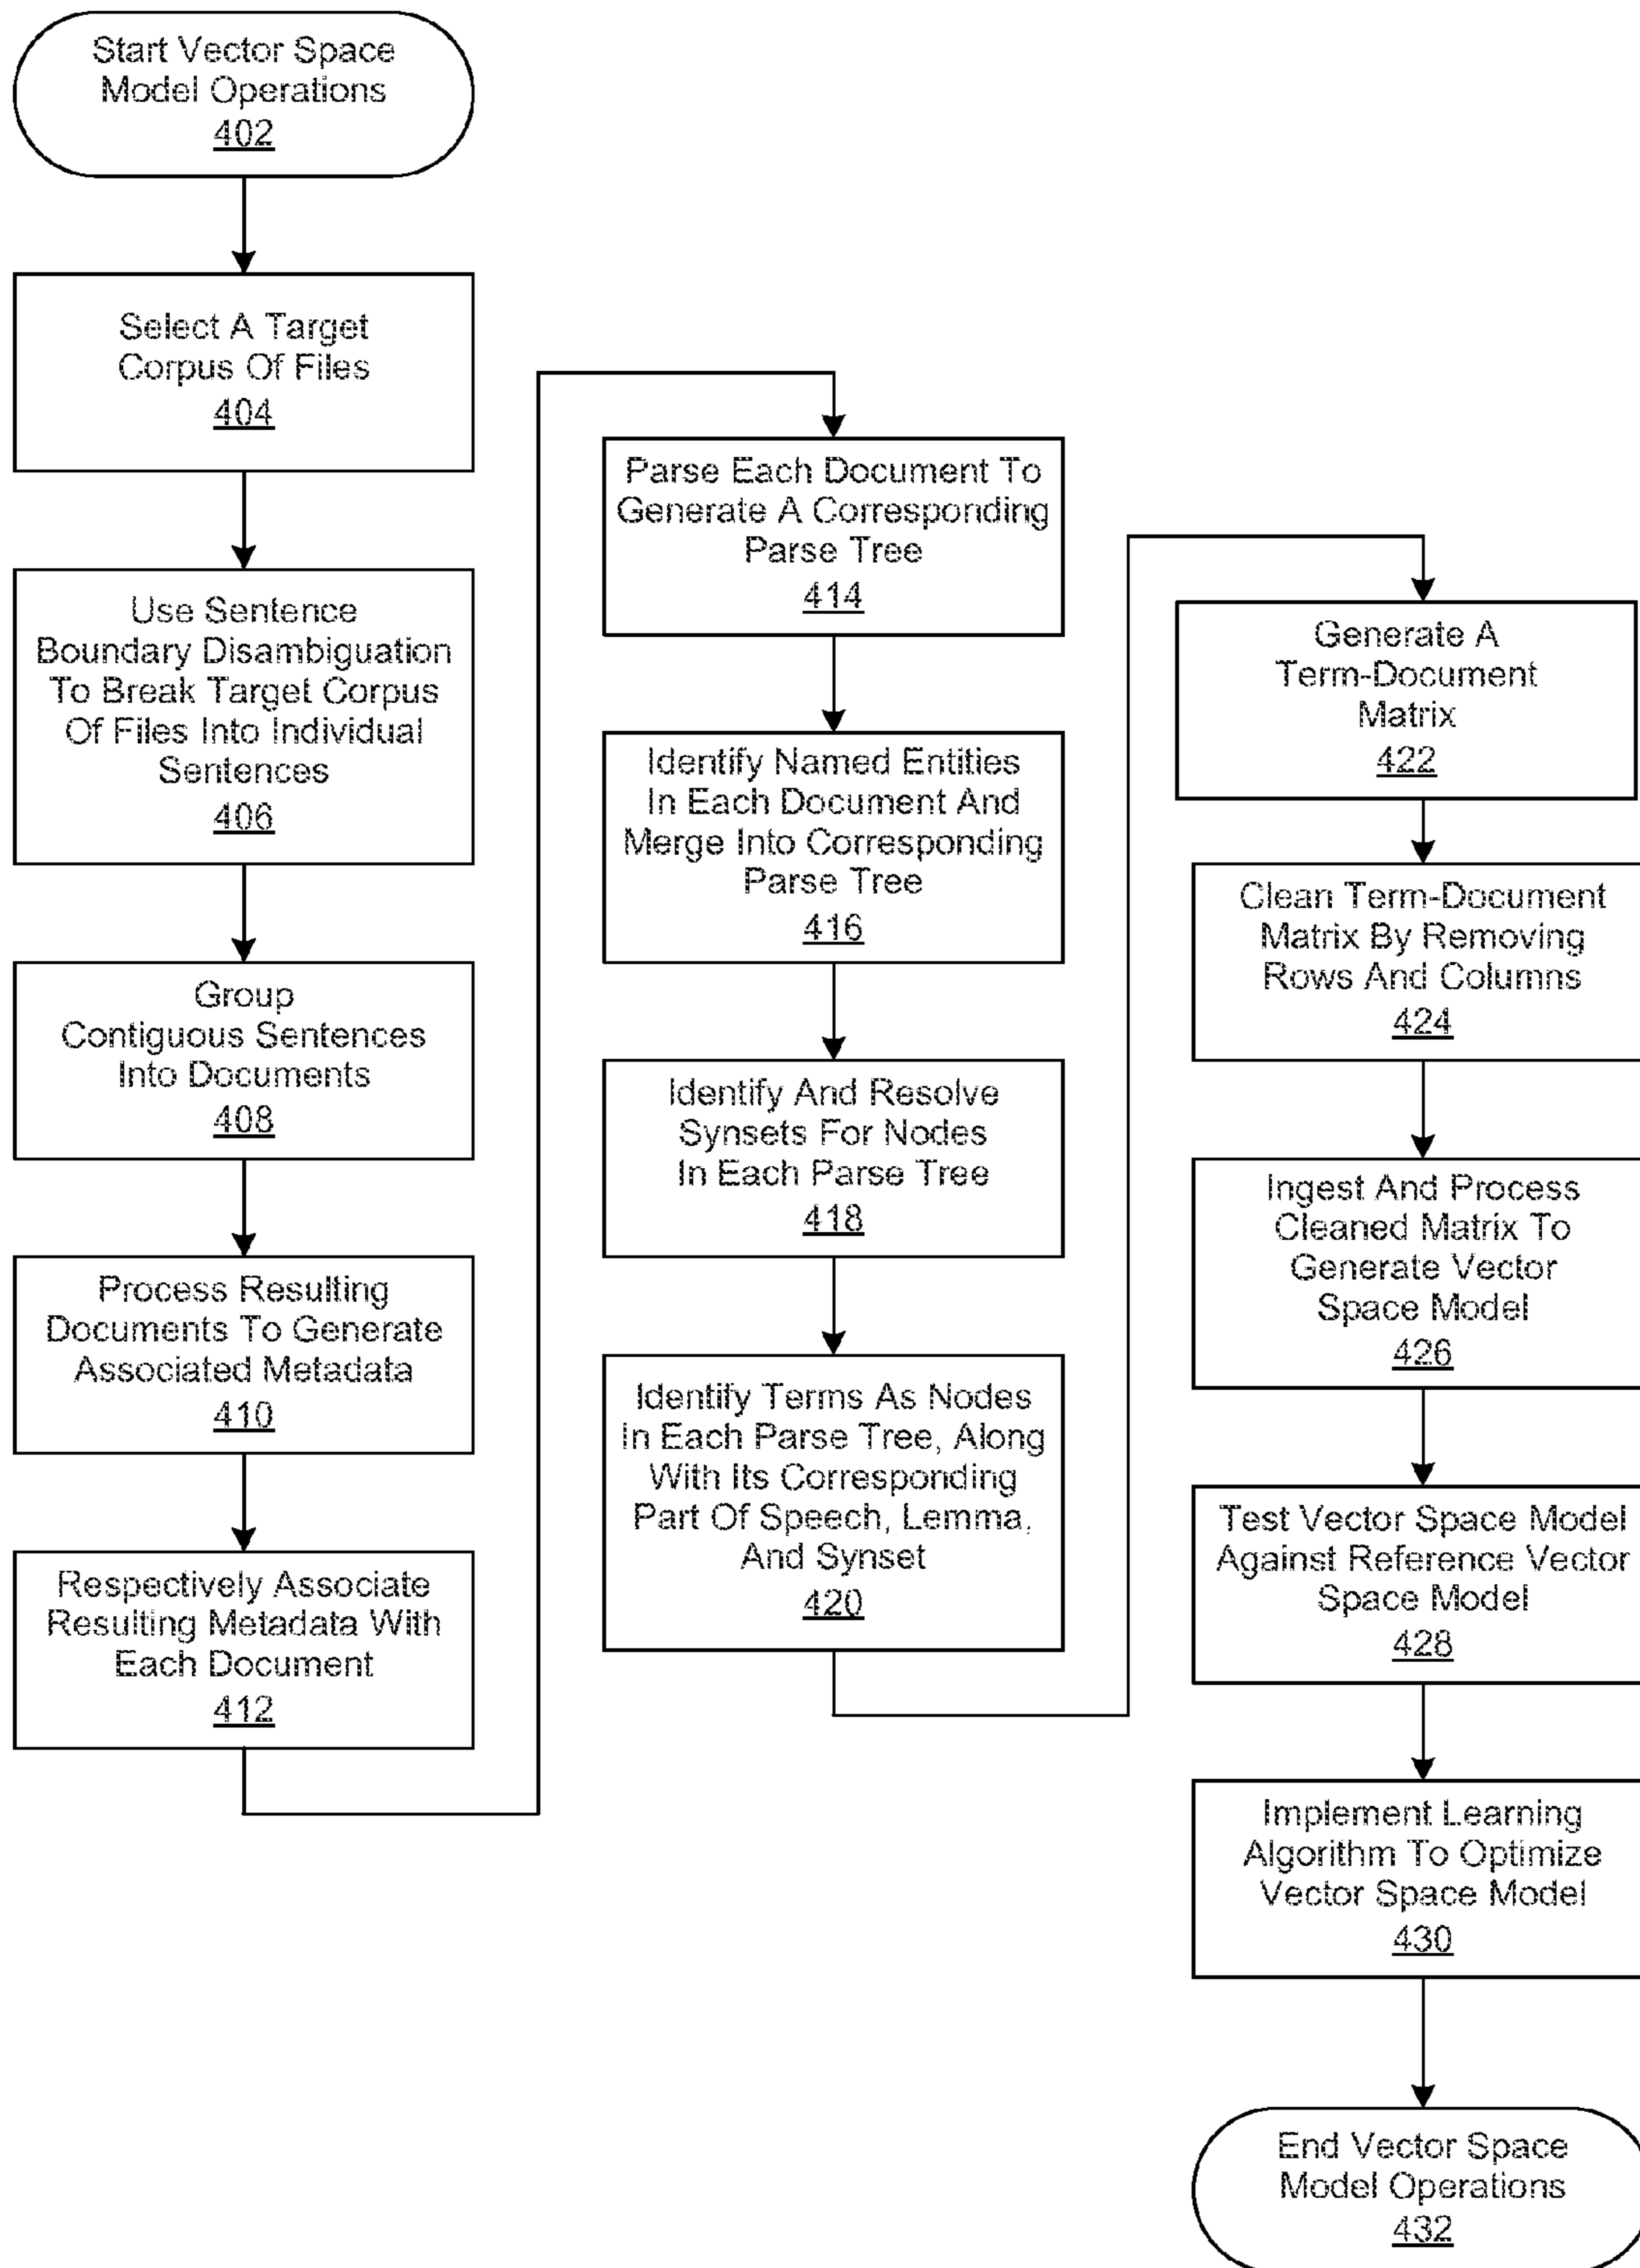 Start Vector Space
Model Operations
402
Select A Target
Corpus Of Files
404
Use Sentence
Boundary Disambiguation
To Break Target Corpus
Of Files Into Individual
Sentences
406
Group
Contiguous Sentences
Into Documents
408
Process Resulting
Documents To Generate
Associated Metadata
410
Respectively Associate
Resulting Metadata With
Each Document
412
Parse Each Document To
Generate A Corresponding
Parse Tree
414
Identify Named Entities
In Each Document And
Merge Into Corresponding
Parse Tree
416
Identify And Resolve
Synsets For Nodes
In Each Parse Tree
418
Identify Terms As Nodes
In Each Parse Tree, Along
With Its Corresponding
Part Of Speech, Lemma,
And Synset
420
Generate A
Term-Document
Matrix
422
Clean Term-Document
Matrix By Removing
Rows And Columns
424
Ingest And Process
Cleaned Matrix To
Generate Vector
Space Model
426
Test Vector Space Model
Against Reference Vector
Space Model
428
Implement Learning
Algorithm To Optimize
Vector Space Model
430
End Vector Space
Model Operations
432